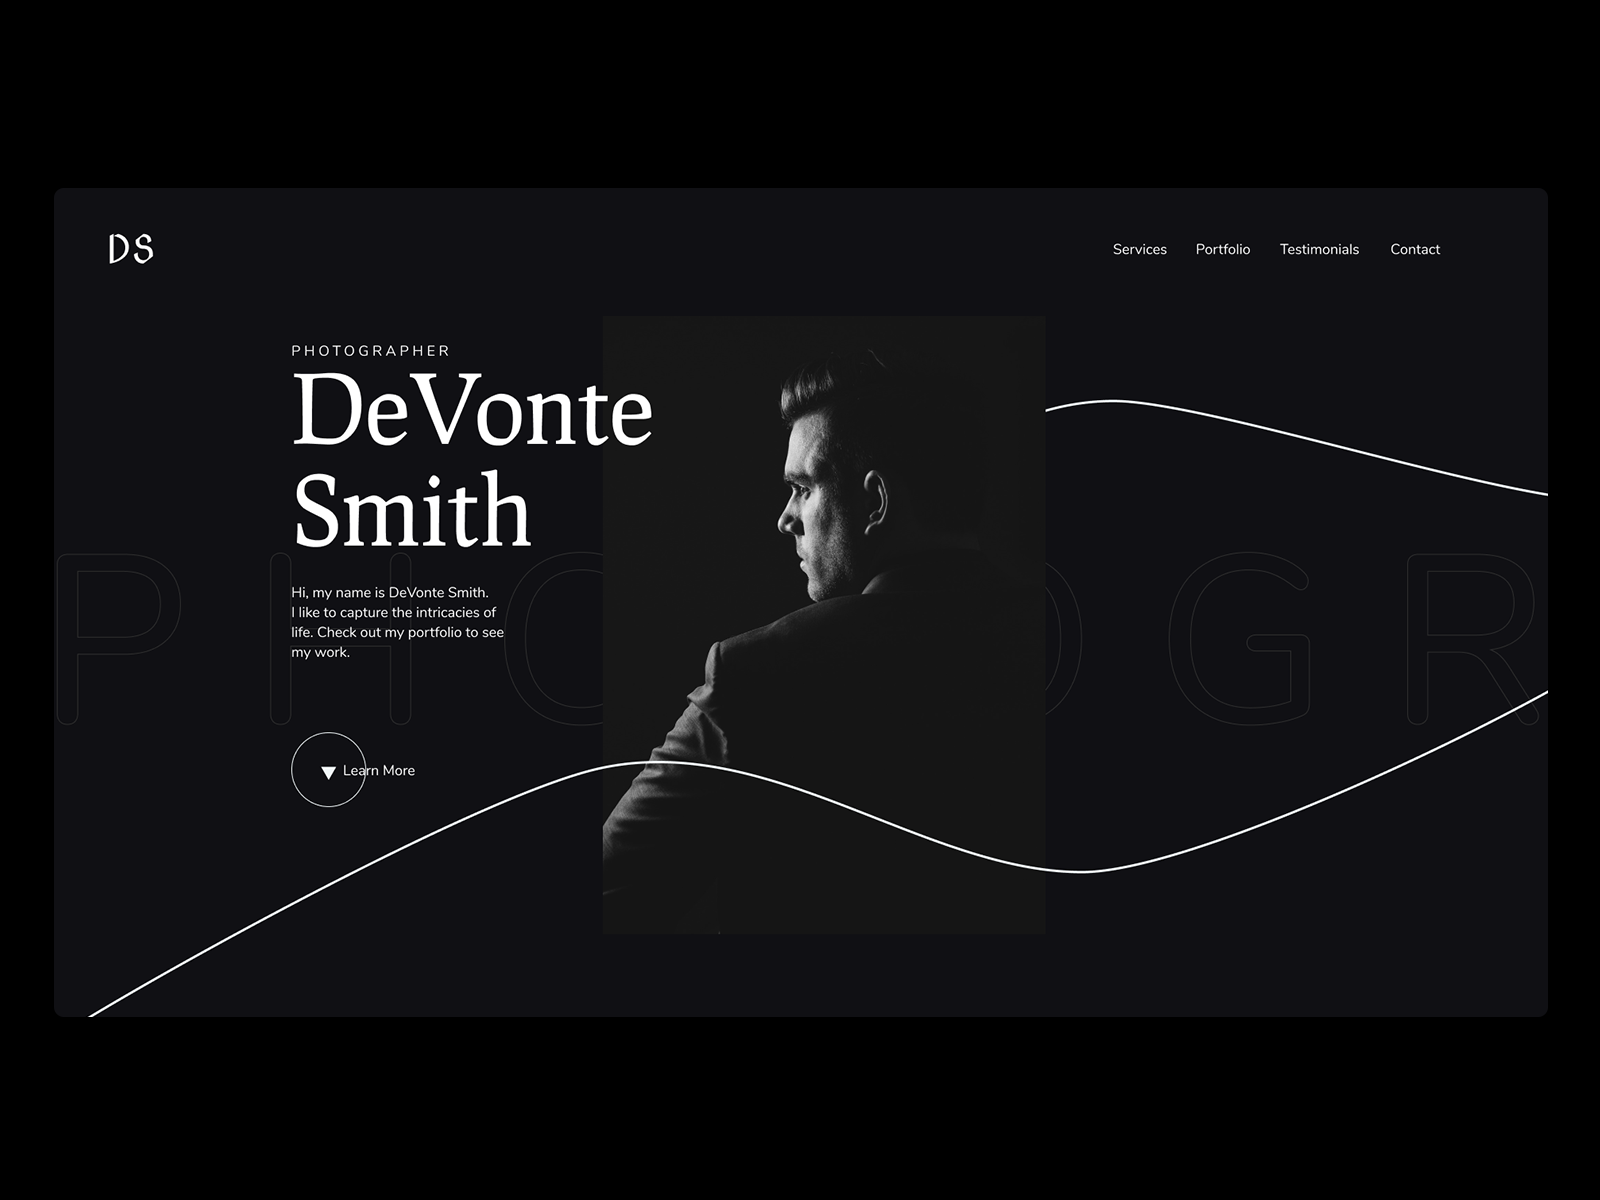 DS
Services Portfolio Testimonials Contact
PHOTOGRAPHER
DeVonte
Smith
Hi, my name is DeVonte Smith.
I like to capture the intricacies of
life. Check out my portfolio to see
my work.
Learn More
PHO OGR